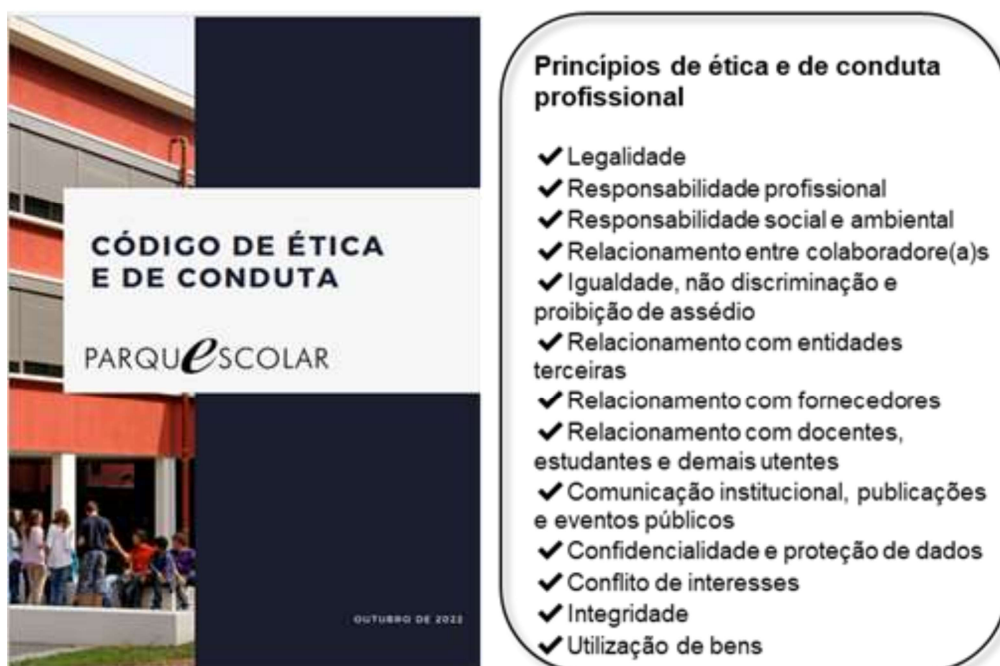 CÓDIGO DE ÉTICA
E DE CONDUTA
PARQUESCOLAR
OUTUBRO DE 2022
Princípios de ética e de conduta
profissional
✔Legalidade
✔Responsabilidade profissional
✔Responsabilidade social e ambiental
✔Relacionamento entre colaboradore(a)s
✔Igualdade, não discriminação e
proibição de assédio
✔Relacionamento com entidades
terceiras
✔Relacionamento com fornecedores
✔Relacionamento com docentes,
estudantes e demais utentes
✔Comunicação institucional, publicações
e eventos públicos
✔Confidencialidade e proteção de dados
✔Conflito de interesses
✔Integridade
✔Utilização de bens